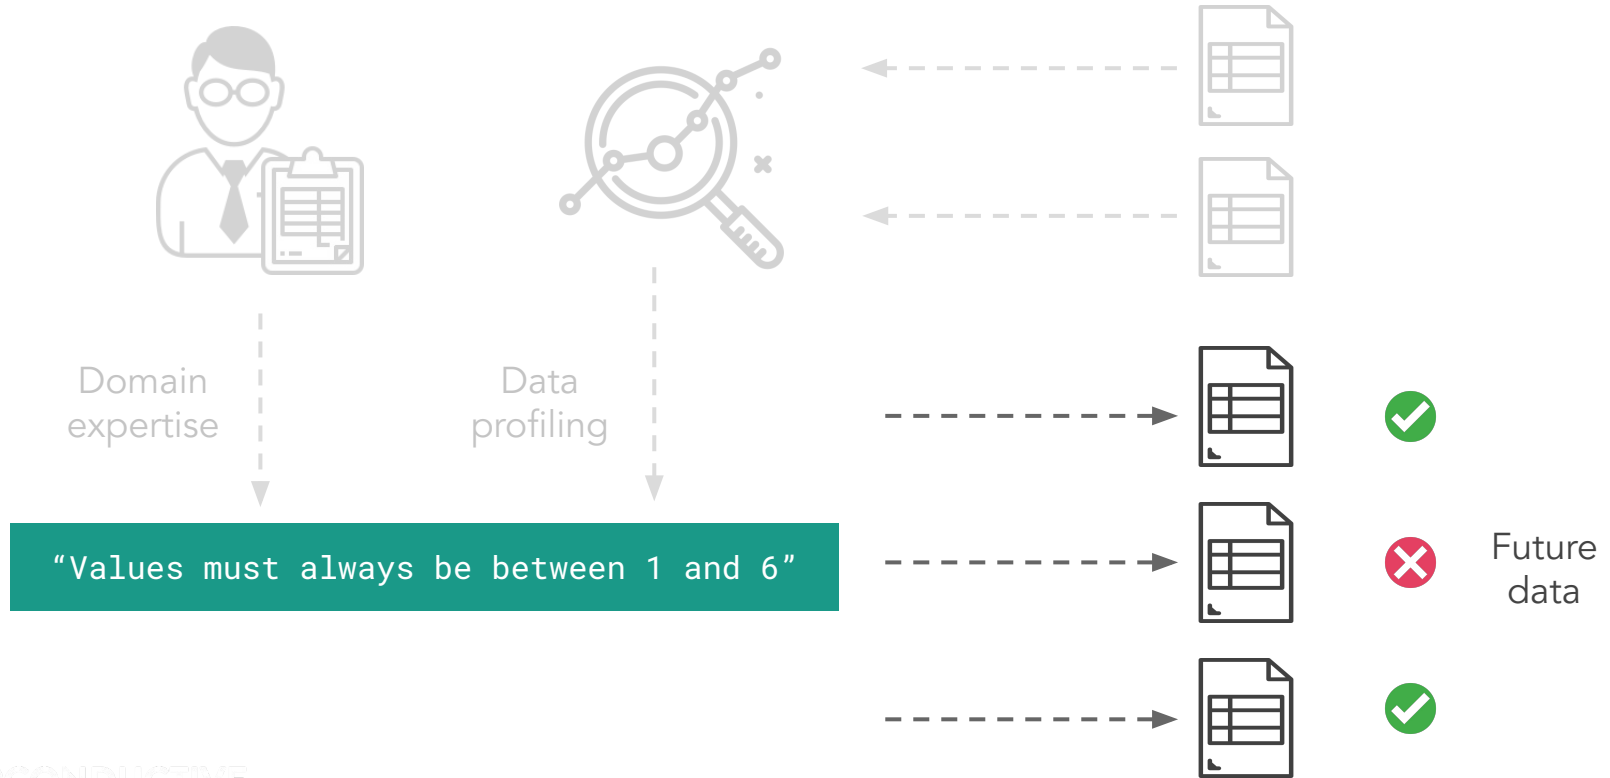 Domain
expertise
Data
profiling
“Values must always be between 1 and 6”
Future
data